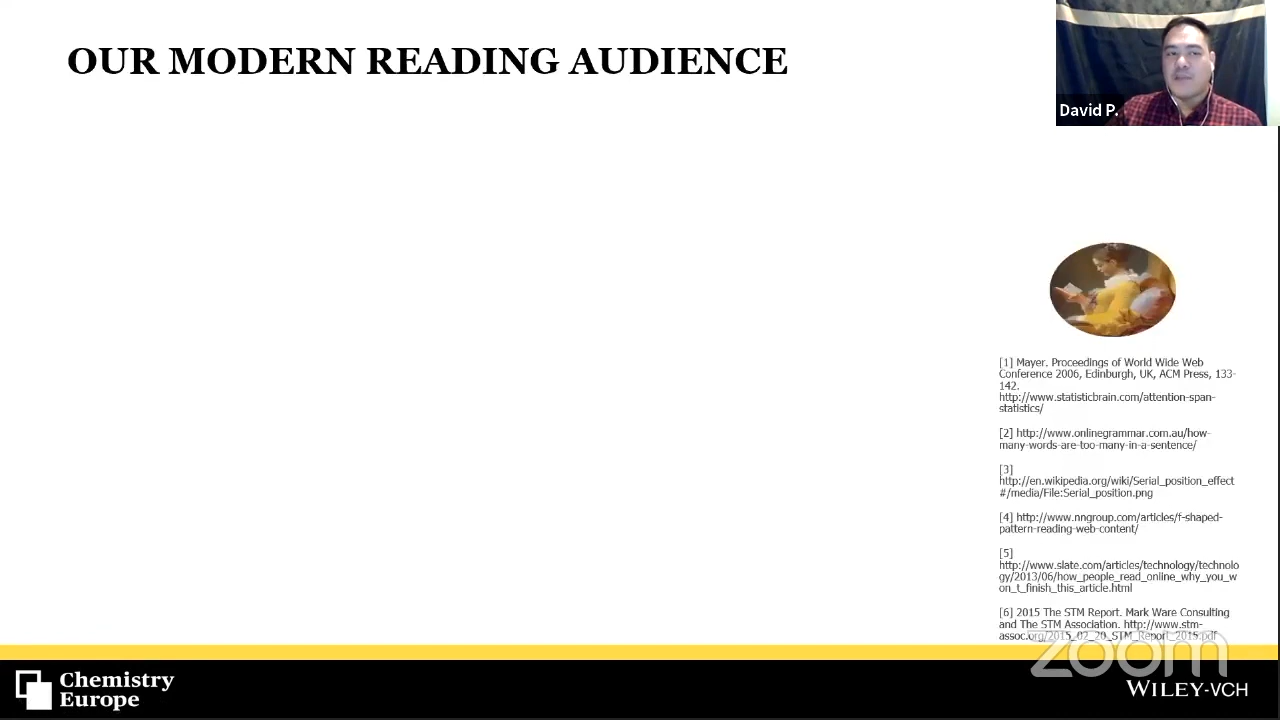 OUR MODERN READING AUDIENCE
David P.
[1] Mayer. Proceedings of World Wide Web
Conference 2006, Edinburgh, UK, ACM Press, 133-
142.
http://www.statisticbrain.com/attention-span-
statistics/
[2] http://www.onlinegrammar.com.au/how-
many-words-are-too-many-in-a-sentence/
[3]
http://en.wikipedia.org/wiki/Serial_position_effect
#/media/File:Serial_position.png
[4] http://www.nngroup.com/articles/f-shaped-
pattern-reading-web-content/
[5]
http://www.slate.com/articles/technology/technolo
gy/2013/06/how_people_read_online_why_you_w
on_t_finish_this_article.html
[6] 2015 The STM Report. Mark Ware Consulting
and The STM Association. http://www.stm-
assoc.org/2015_02_20_STM_Report_2015.pdf
zoom
Chemistry
Europe
WILEY-VCH